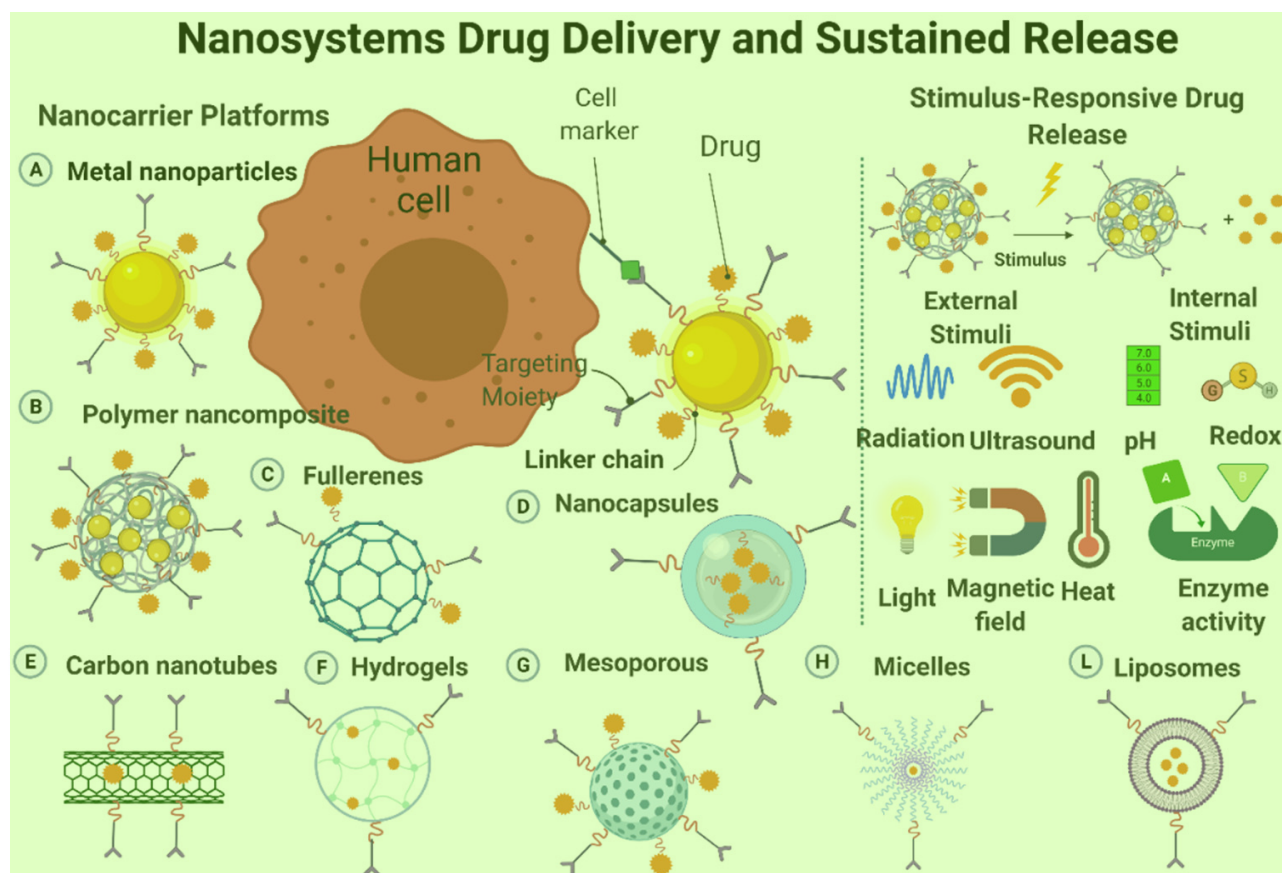 Nanosystems Drug Delivery and Sustained Release
Nanocarrier Platforms
A Metal nanoparticles
Human
cell
Cell
marker
Drug
Targeting
Moiety
Linker chain
B Polymer nancomposite
C Fullerenes
D Nanocapsules
E Carbon nanotubes
F Hydrogels
G Mesoporous
H Micelles
L Liposomes
Stimulus-Responsive Drug
Release
Stimulus
+
External
Stimuli
Internal
Stimuli
7.0
6.0
5.0
4.0
G S H
Radiation
Ultrasound
pH
Redox
A
B
Enzyme
Light
Magnetic
field
Heat
Enzyme
activity